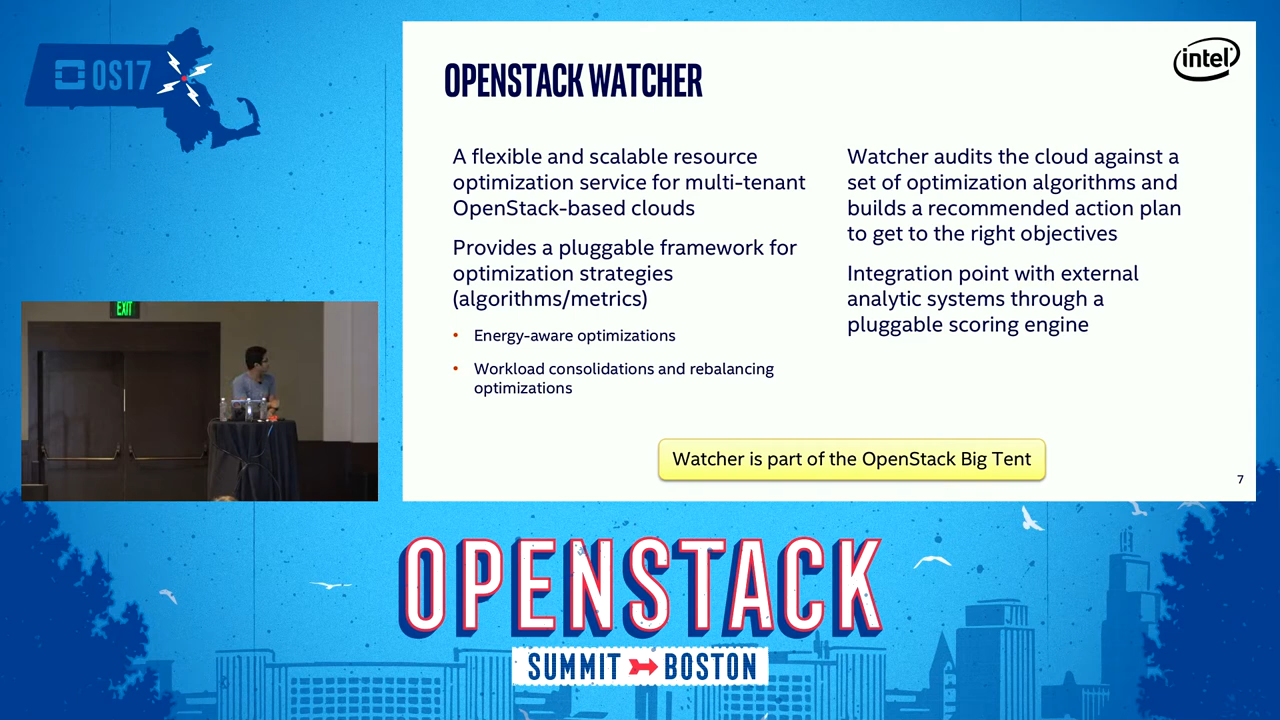 OS17
OPENSTACK WATCHER
intel
A flexible and scalable resource
optimization service for multi-tenant
OpenStack-based clouds
Provides a pluggable framework for
optimization strategies
(algorithms/metrics)
• Energy-aware optimizations
• Workload consolidations and rebalancing
optimizations
Watcher audits the cloud against a
set of optimization algorithms and
builds a recommended action plan
to get to the right objectives
Integration point with external
analytic systems through a
pluggable scoring engine
Watcher is part of the OpenStack Big Tent
7
EXIT
OPENSTACK
SUMMIT BOSTON